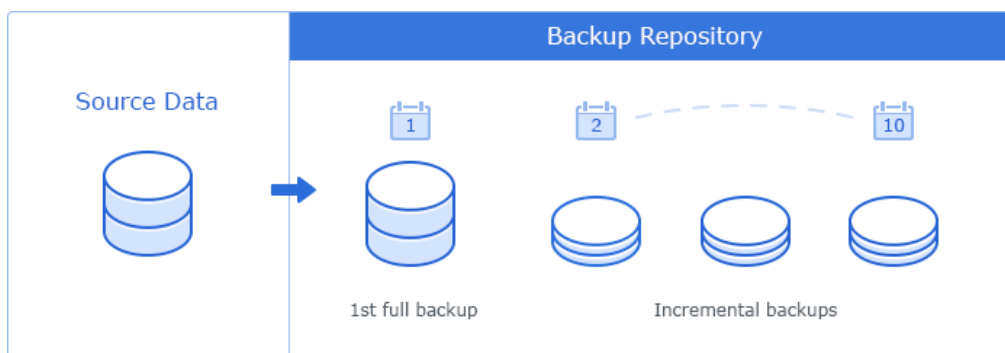 Backup Repository
Source Data
1
2
10
1st full backup
Incremental backups